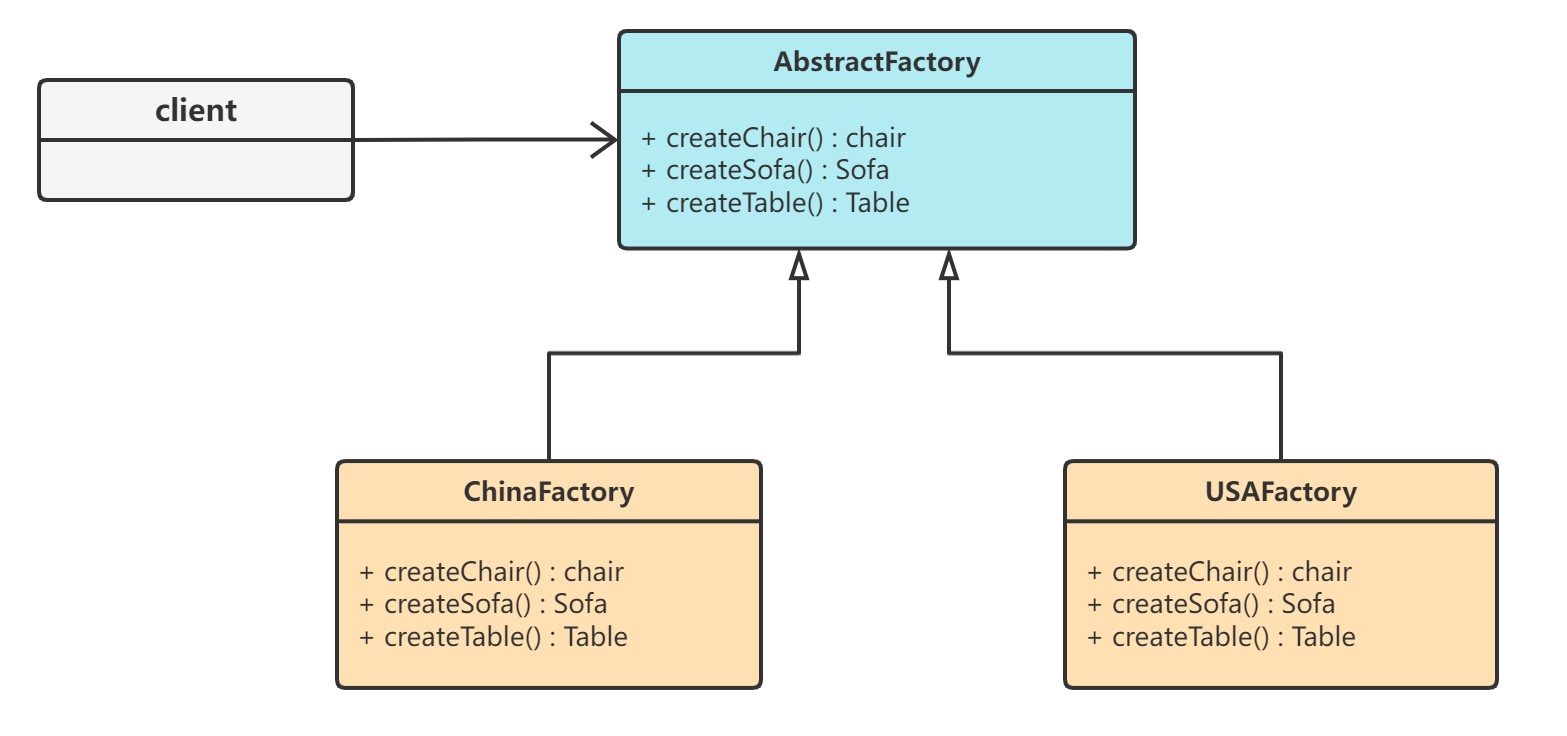 client
AbstractFactory
+ createChair() : chair
+ createSofa() : Sofa
+ createTable() : Table
ChinaFactory
+ createChair() : chair
+ createSofa() : Sofa
+ createTable() : Table
USAFactory
+ createChair() : chair
+ createSofa() : Sofa
+ createTable() : Table